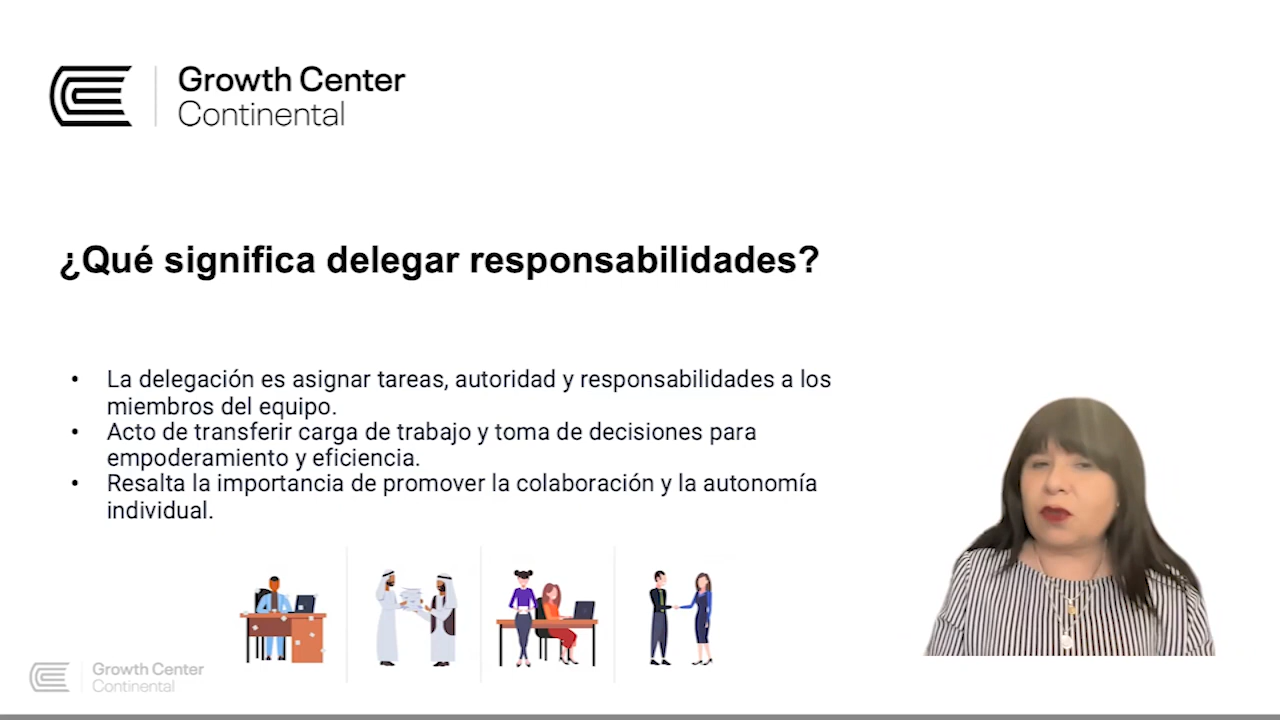 Growth Center
Continental
¿Qué significa delegar responsabilidades?
• La delegación es asignar tareas, autoridad y responsabilidades a los
miembros del equipo.
• Acto de transferir carga de trabajo y toma de decisiones para
empoderamiento y eficiencia.
• Resalta la importancia de promover la colaboración y la autonomía
individual.
Growth Center
Continental